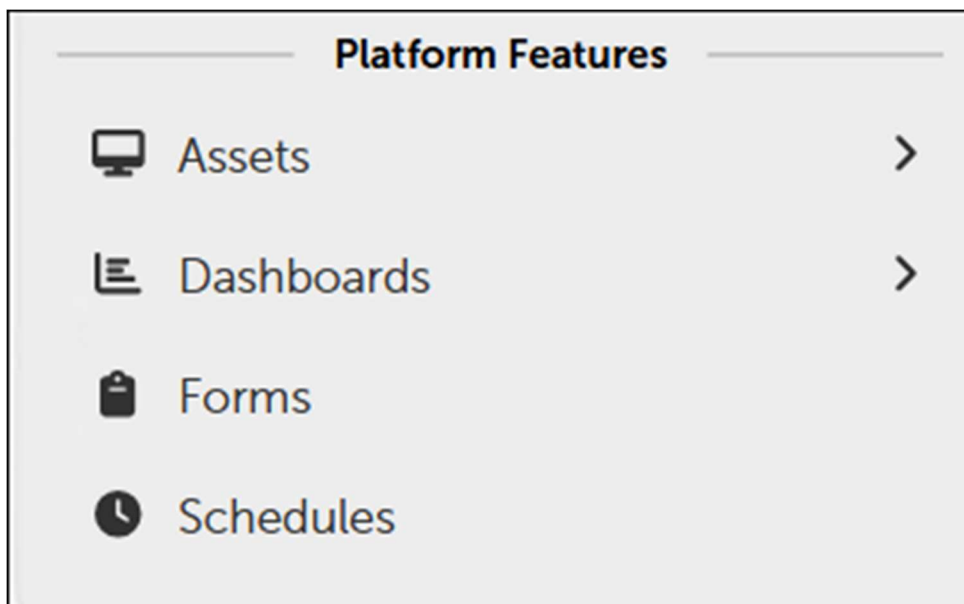 Platform Features
Assets
Dashboards
Forms
Schedules